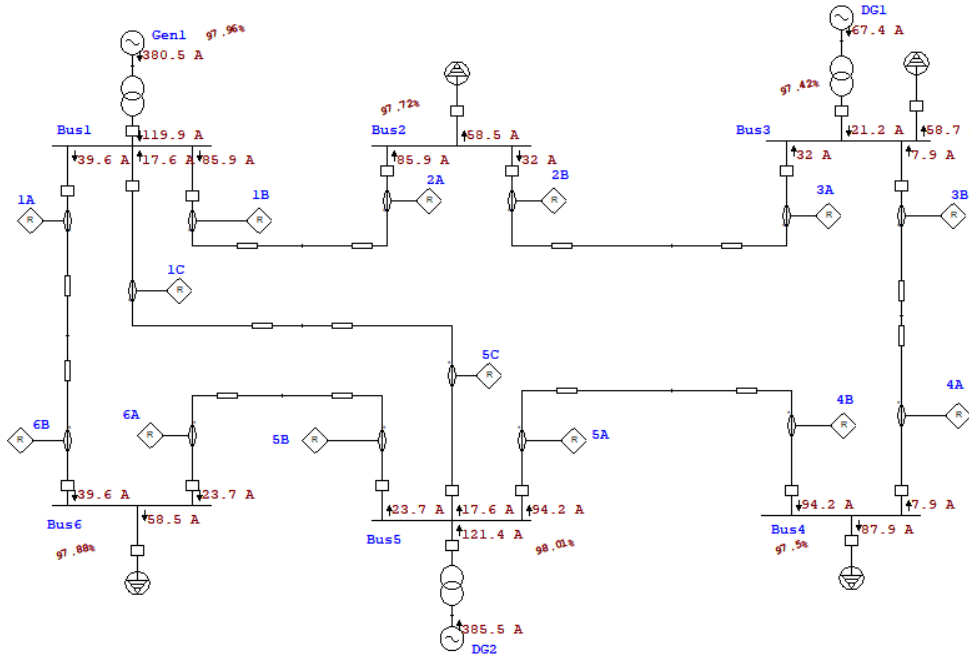 DG1
97.96%
Gen1
67.4 A
380.5 A
97.72%
97.42%
Bus1
119.9 A
Bus2
58.5 A
Bus3
21.2 A
58.7
39.6 A
17.6 A
85.9 A
85.9 A
32 A
32 A
7.9 A
1A
1B
2A
2B
3A
3B
R
R
R
R
R
R
1C
R
5C
R
6A
6B
5B
5A
4B
4A
R
R
R
R
R
R
39.6 A
23.7 A
23.7 A
17.6 A
94.2 A
94.2 A
7.9 A
Bus6
58.5 A
Bus5
121.4 A
Bus4
87.9 A
97.88%
98.01%
97.5%
385.5 A
DG2